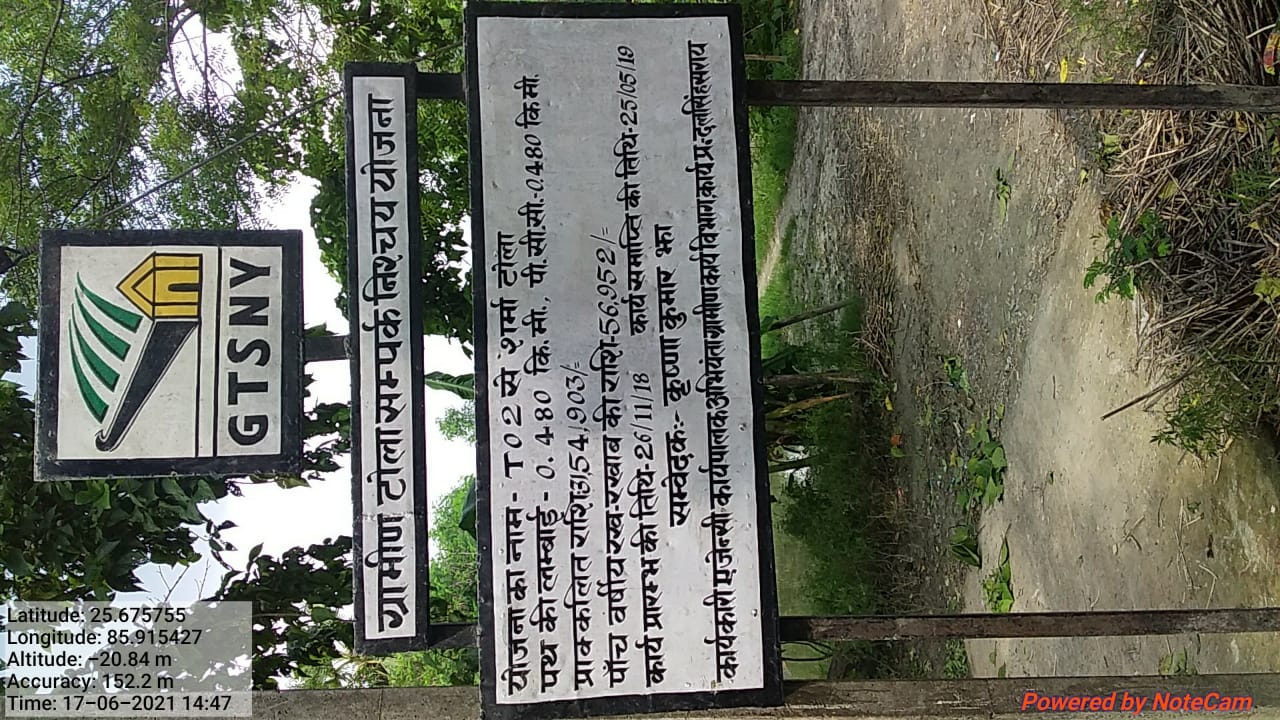 GTSNY
ग्रामीण टोला सम्पर्क निश्चय योजना
योजना का नाम - T02 से शर्मा टोला
पथ की लम्बाई - 0.480 कि.मी., पी.सी.सी.-0.480 कि.मी.
प्राक्कलित राशि 3154,903/=
पाँच वर्षीय रख-रखाव की राशि-56,952/=
कार्य प्रारम्भ की तिथि-26/11/18 कार्य समाप्ति की तिथि-25/05/19
सम्वेदक:- कृष्णा कुमार झा
कार्यकारी एजेन्सी-कार्यपालक अभियंता ग्रामीण कार्य विभाग, कार्य प्र.-दलसिंहसराय
Latitude: 25.675755
Longitude: 85.915427
Altitude: −20.84 m
Accuracy: 152.2 m
Time: 17−06−2021 14:47
Powered by NoteCam